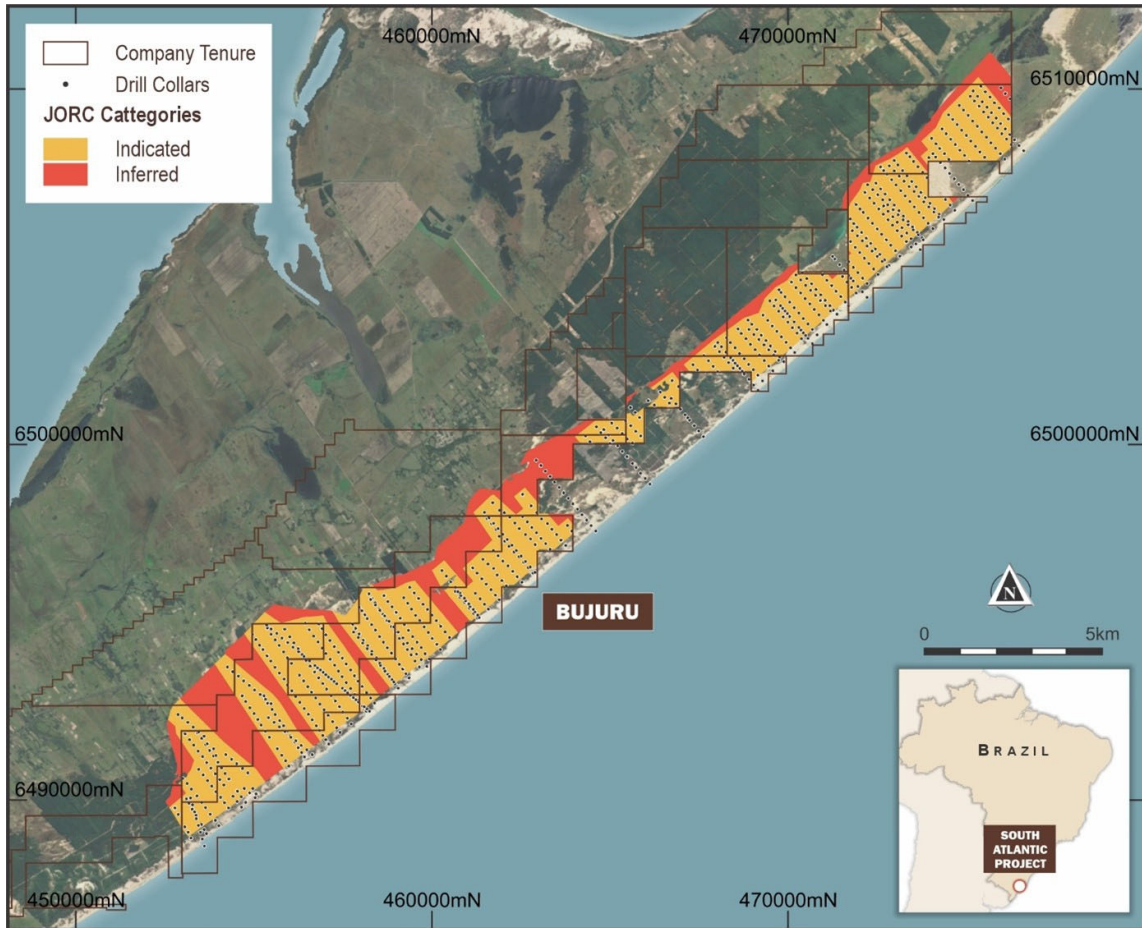 Company Tenure
Drill Collars
JORC Cattegories
Indicated
Inferred
460000mN
470000mN
6510000mN
6500000mN
6500000mN
BUJURU
N
0
5km
6490000mN
450000mN
460000mN
470000mN
BRAZIL
SOUTH
ATLANTIC
PROJECT